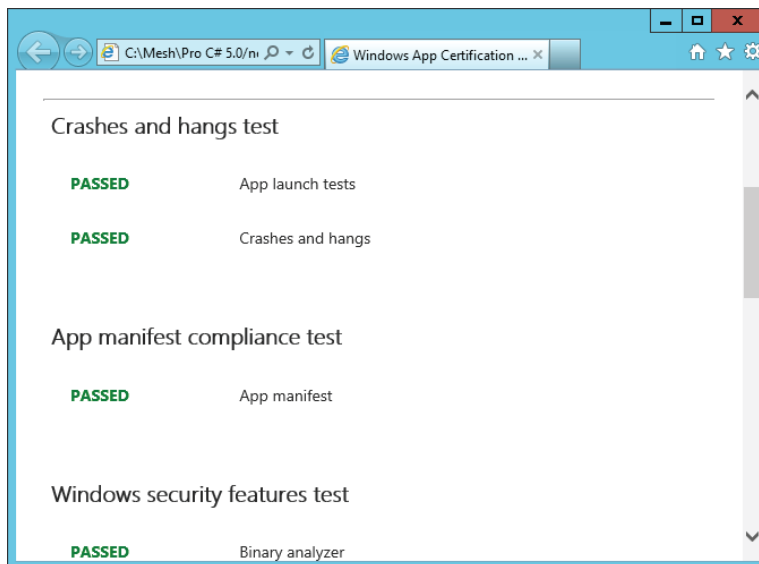 C:\Mesh\Pro C# 5.0/n
Windows App Certification ...
Crashes and hangs test
PASSED App launch tests
PASSED Crashes and hangs
App manifest compliance test
PASSED App manifest
Windows security features test
PASSED Binary analyzer